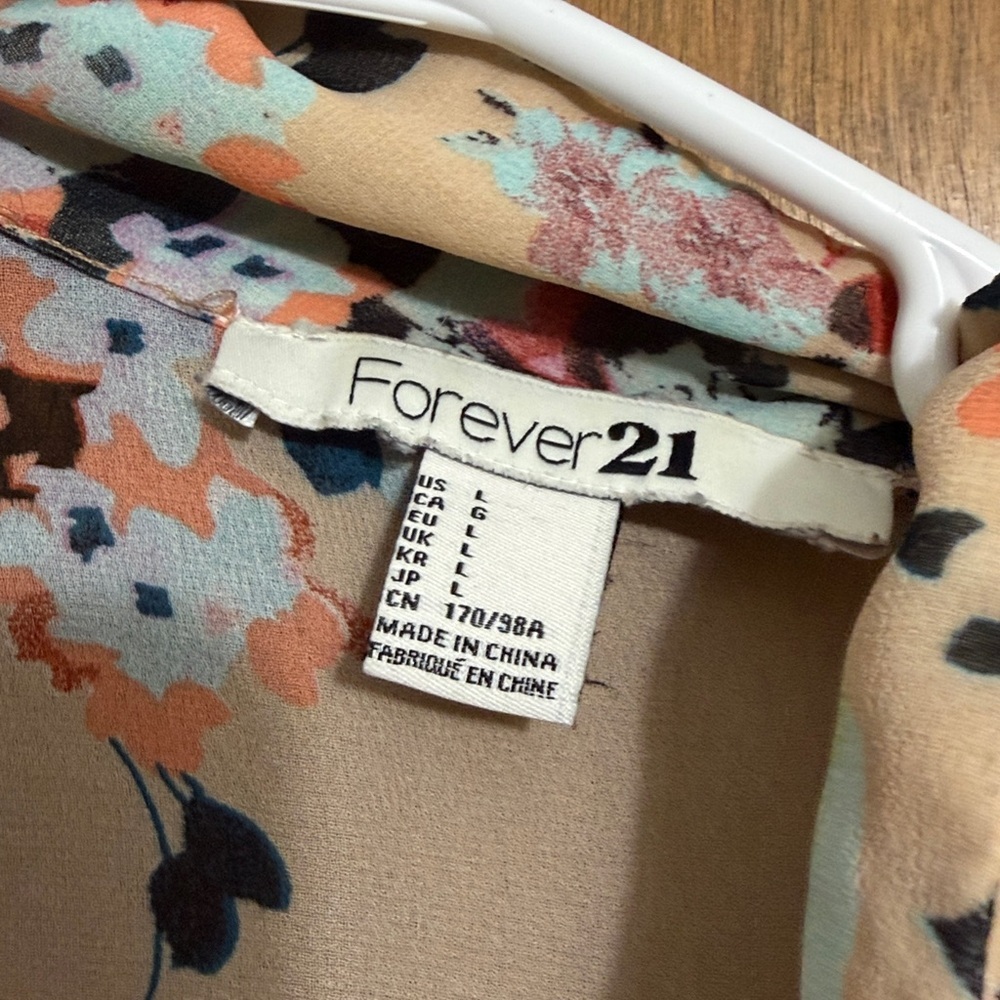 Forever21
US L
CA G
EU L
UK L
KR L
JP L
CN 170/98A
MADE IN CHINA
FABRIQUÉ EN CHINE